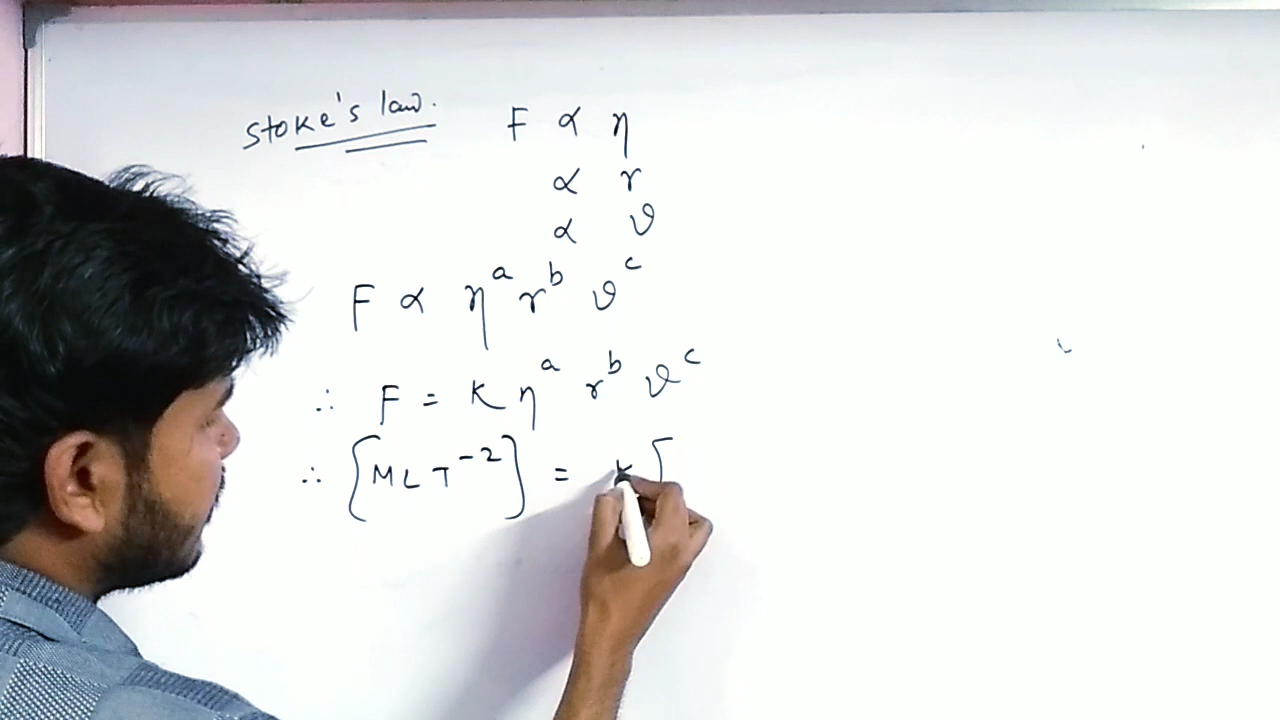 Stoke's law. F ∝ η
∝ r
∝ ϑ
F ∝ η^a r^b ϑ^c
∴ F = K η^a r^b ϑ^c
∴ [MLT^-2] = K [